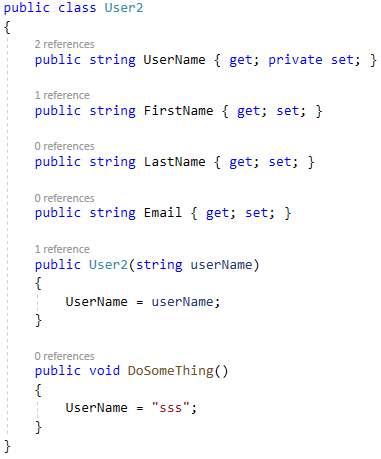 public class User2
{
2 references
public string UserName { get; private set; }
1 reference
public string FirstName { get; set; }
0 references
public string LastName { get; set; }
0 references
public string Email { get; set; }
1 reference
public User2(string userName)
{
UserName = userName;
}
0 references
public void DoSomeThing()
{
UserName = "sss";
}
}